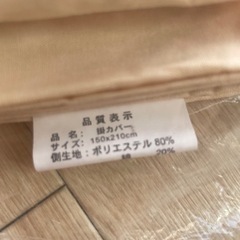 品質表示
品名： 掛カバー
サイズ：150x210cm
側生地：ポリエステル 80%
綿 20%